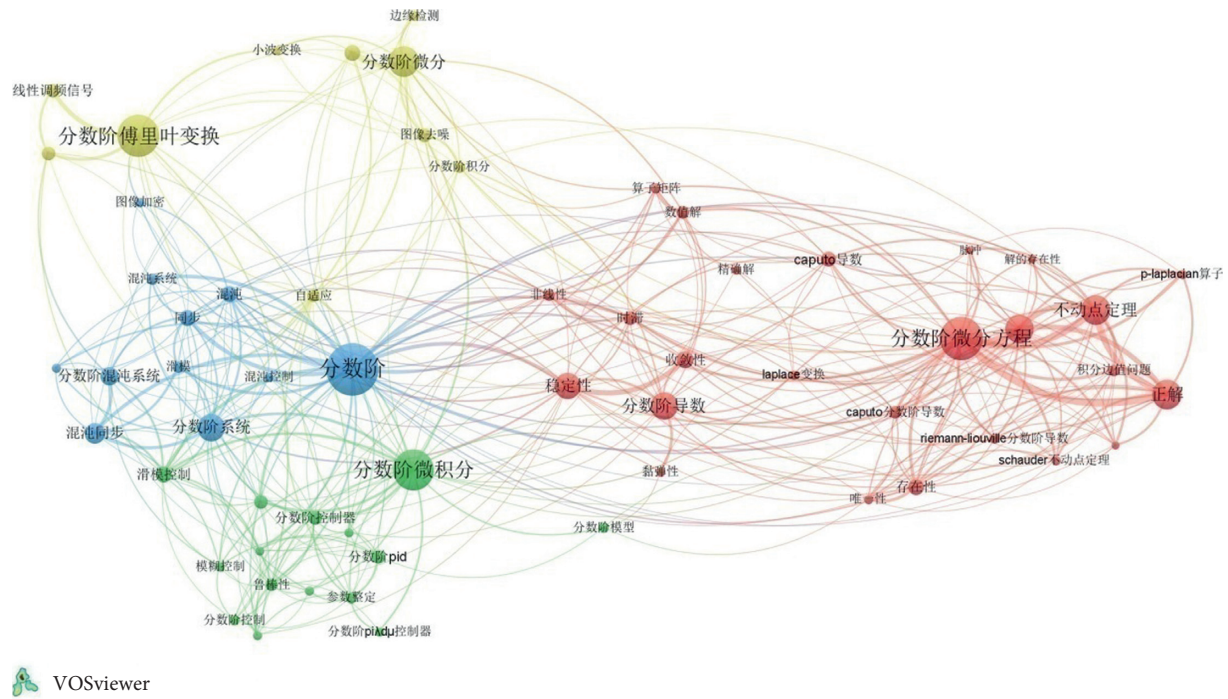 边缘检测
小波变换
分数阶微分
线性调频信号
分数阶傅里叶变换
图像去噪
分数阶积分
图像加密
算子矩阵
数值解
混沌系统
混沌
自适应
同步
非线性
时滞
精确解
caputo导数
脉冲
解的存在性
p-laplacian算子
不动点定理
分数阶微分方程
分数阶混沌系统
滑模
混沌控制
分数阶
稳定性
收敛性
laplace变换
积分边值问题
正解
混沌同步
分数阶系统
分数阶导数
caputo分数阶导数
riemann-liouville分数阶导数
schauder不动点定理
滑模控制
分数阶微积分
黏弹性
唯一性
存在性
分数阶控制器
分数阶模型
模糊控制
分数阶pid
鲁棒性
参数整定
分数阶控制
分数阶piλdμ控制器
VOSviewer